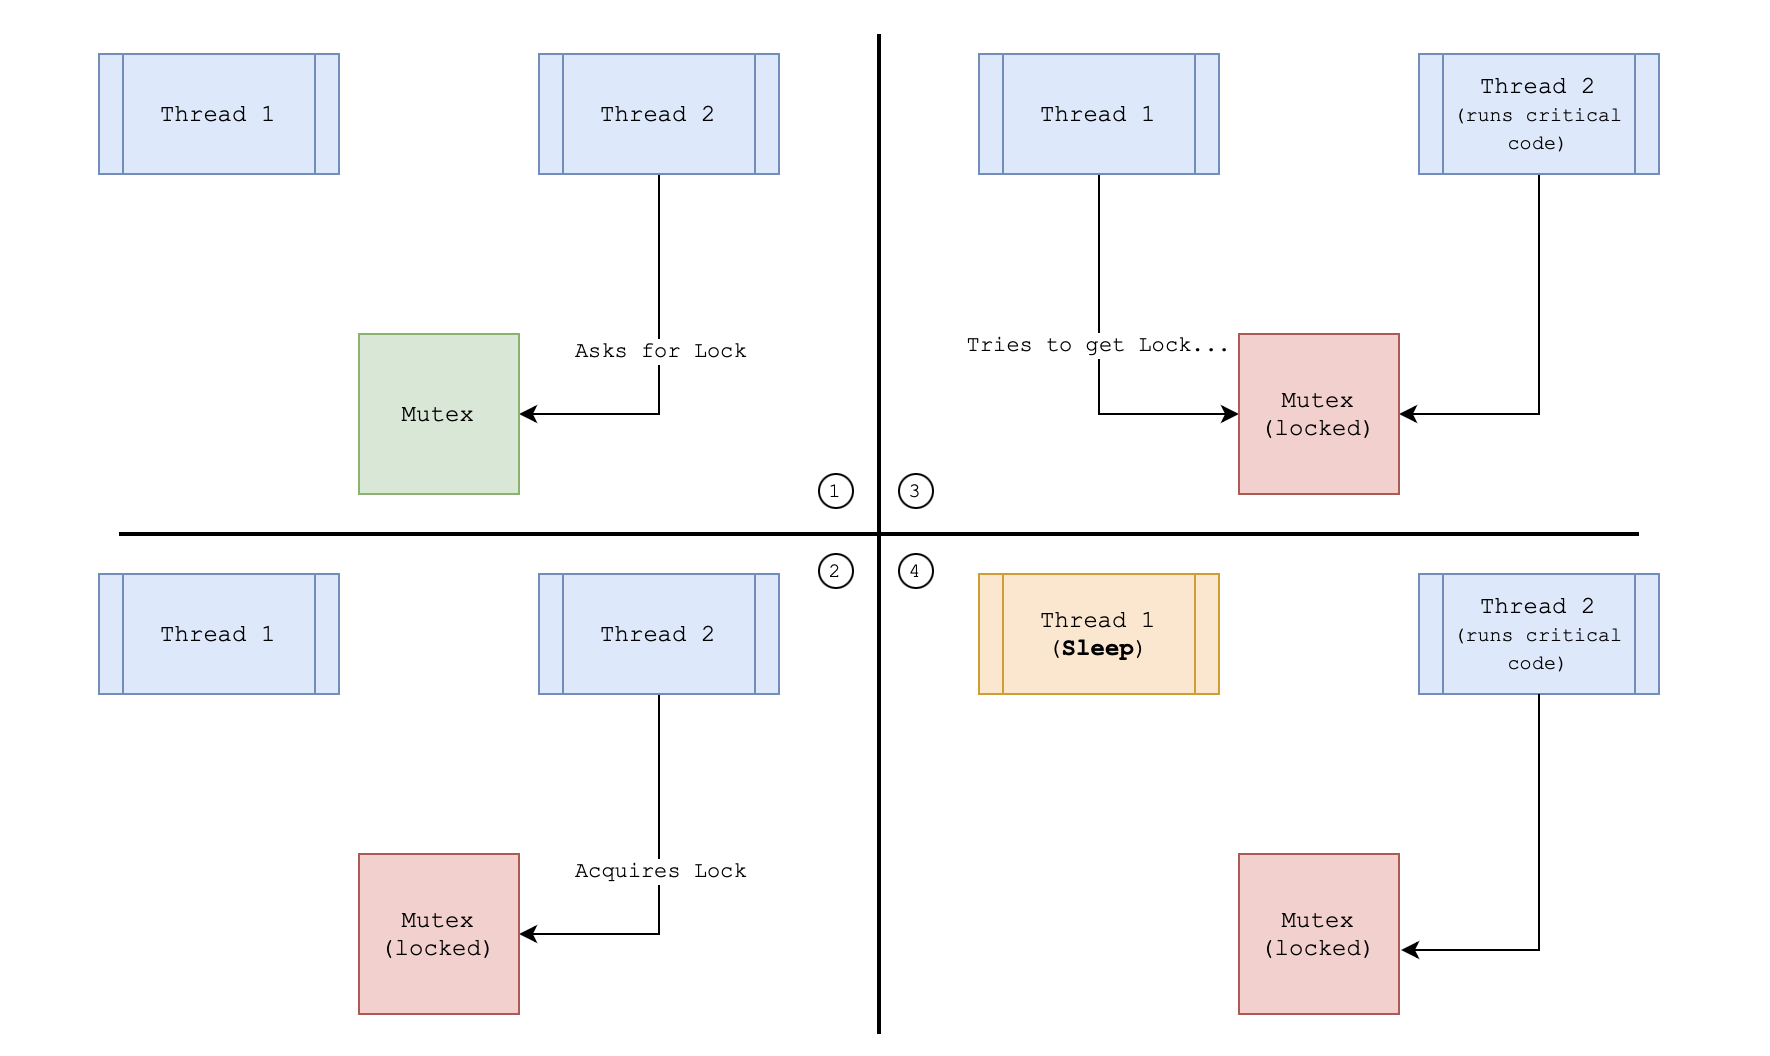 Thread 1
Thread 2
Asks for Lock
Mutex
1
Thread 1
Thread 2
Acquires Lock
Mutex
(locked)
2
Thread 1
Thread 2
(runs critical
code)
Tries to get Lock...
Mutex
(locked)
3
Thread 1
(Sleep)
Thread 2
(runs critical
code)
Mutex
(locked)
4